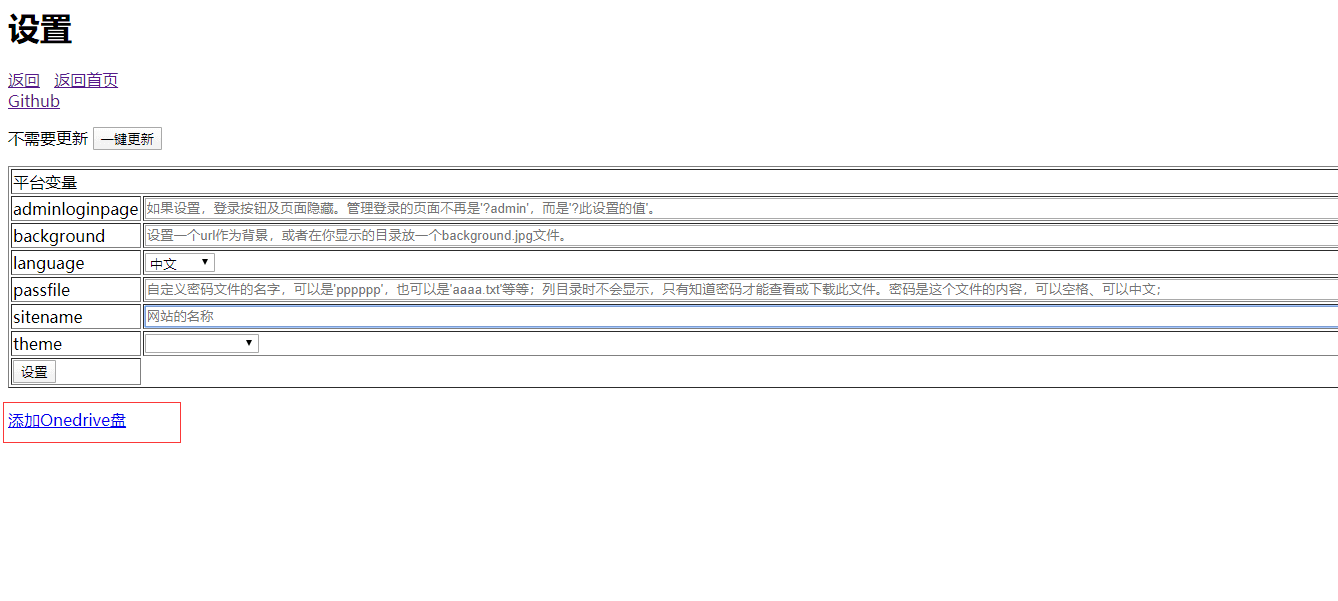 设置
返回 返回首页
Github
不需要更新 一键更新
平台变量
adminloginpage 如果设置，登录按钮及页面隐藏。管理登录的页面不再是'?admin'，而是'?此设置的值'。
background 设置一个url作为背景，或者在你显示的目录放一个background.jpg文件。
language 中文
passfile 自定义密码文件的名字，可以是'pppppp'，也可以是'aaaa.txt'等等；列目录时不会显示，只有知道密码才能查看或下载此文件。密码是这个文件的内容，可以空格、可以中文；
sitename 网站的名称
theme
设置
添加Onedrive盘